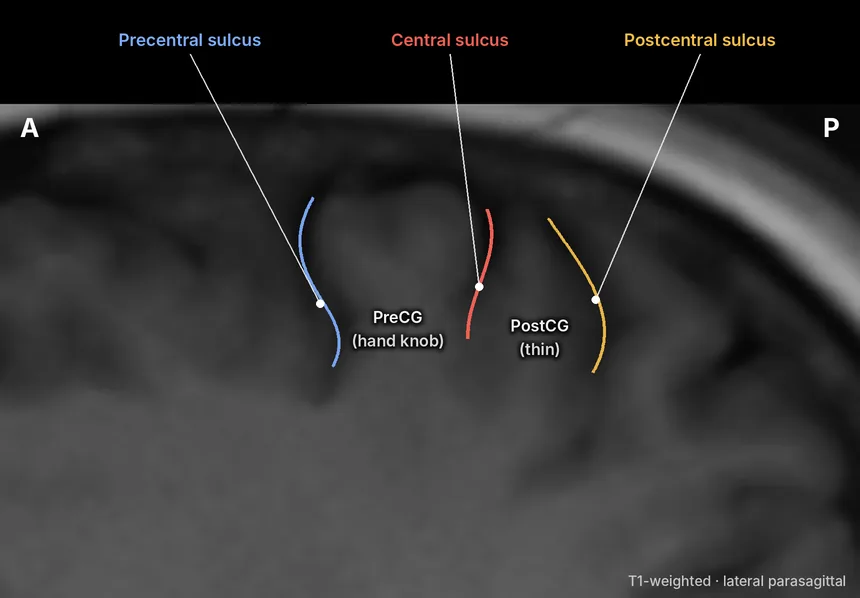 Precentral sulcus
Central sulcus
Postcentral sulcus
A
P
PreCG
(hand knob)
PostCG
(thin)
T1-weighted · lateral parasagittal